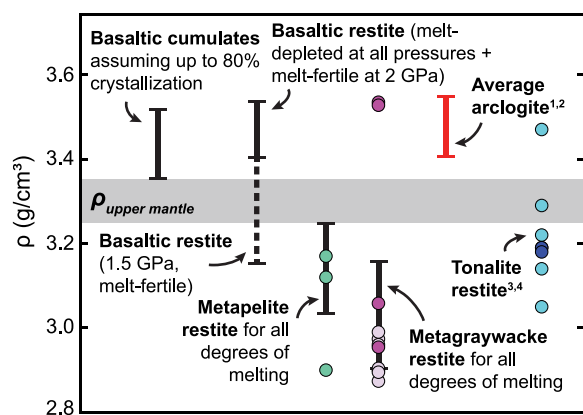 Basaltic cumulates
assuming up to 80%
crystallization
Basaltic restite (melt-
depleted at all pressures +
melt-fertile at 2 GPa)
Average
arclogite¹,²
3.6
3.4
3.2
3.0
2.8
ρ (g/cm³)
ρ upper mantle
Basaltic restite
(1.5 GPa,
melt-fertile)
Metapelite
restite for all
degrees of
melting
Metagraywacke
restite for all
degrees of melting
Tonalite
restite³,⁴